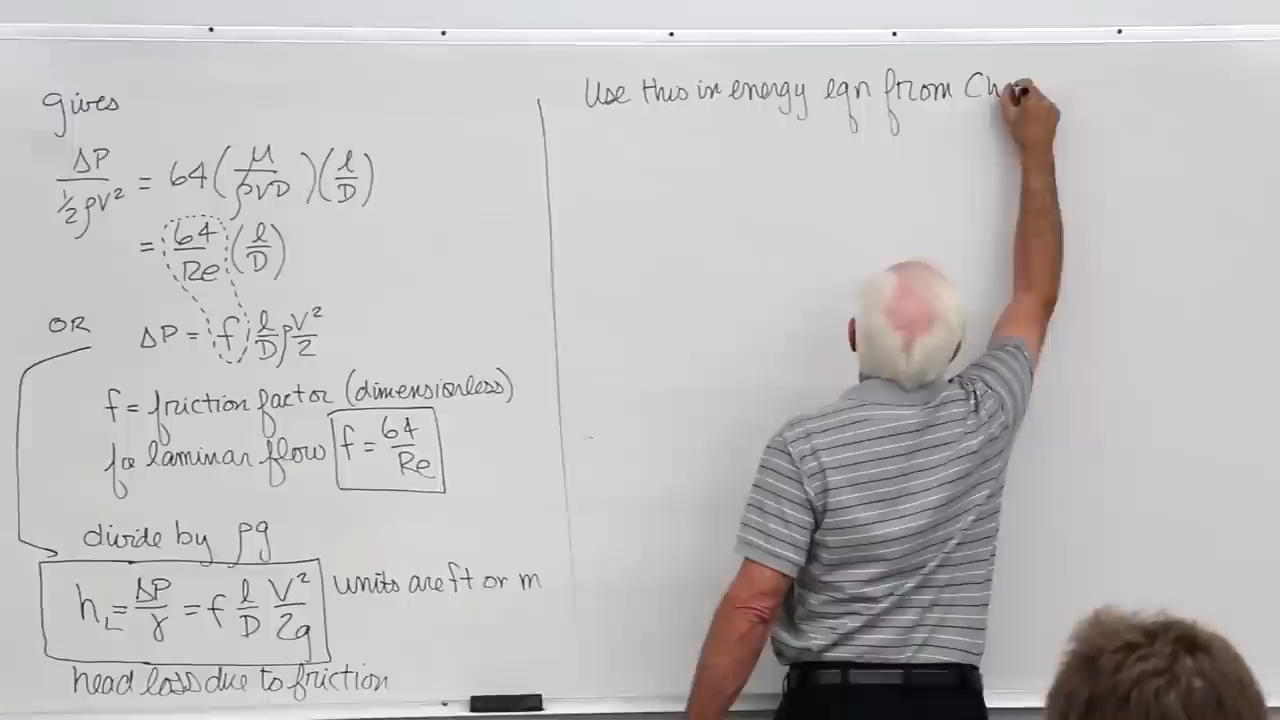 gives
ΔP / ½ρV² = 64 (μ / ρVD) (l / D)
= 64 / Re (l / D)
OR ΔP = f l/D ρ V²/2
f = friction factor (dimensionless)
for laminar flow f = 64 / Re
divide by ρg
h_L = ΔP / γ = f l/D V²/2g units are ft or m
head loss due to friction
Use this in energy eqn from Ch